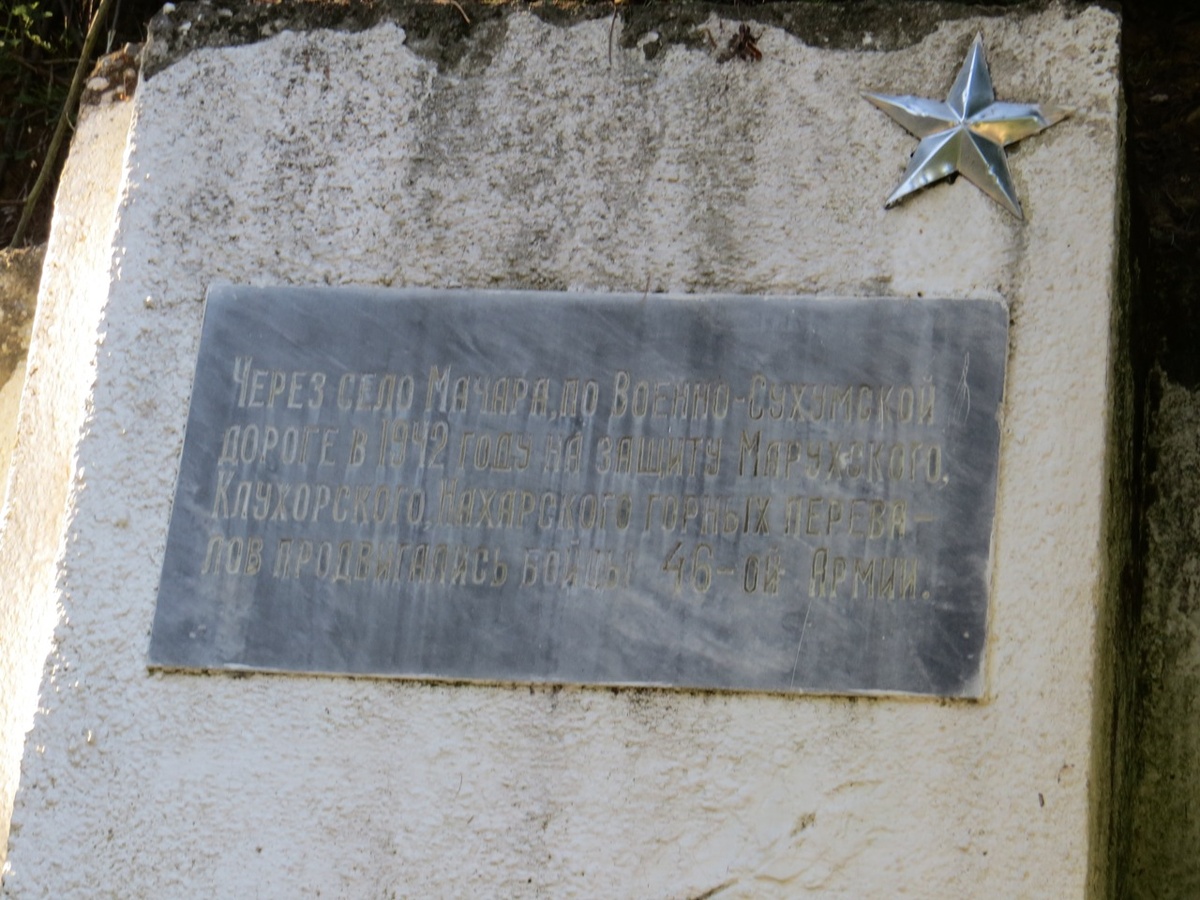 Через село Мачара, по Военно-Сухумской
дороге в 1942 году на защиту Марухского,
Клухорского, Нахарского горных перева-
лов продвигались бойцы 46-ой Армии.